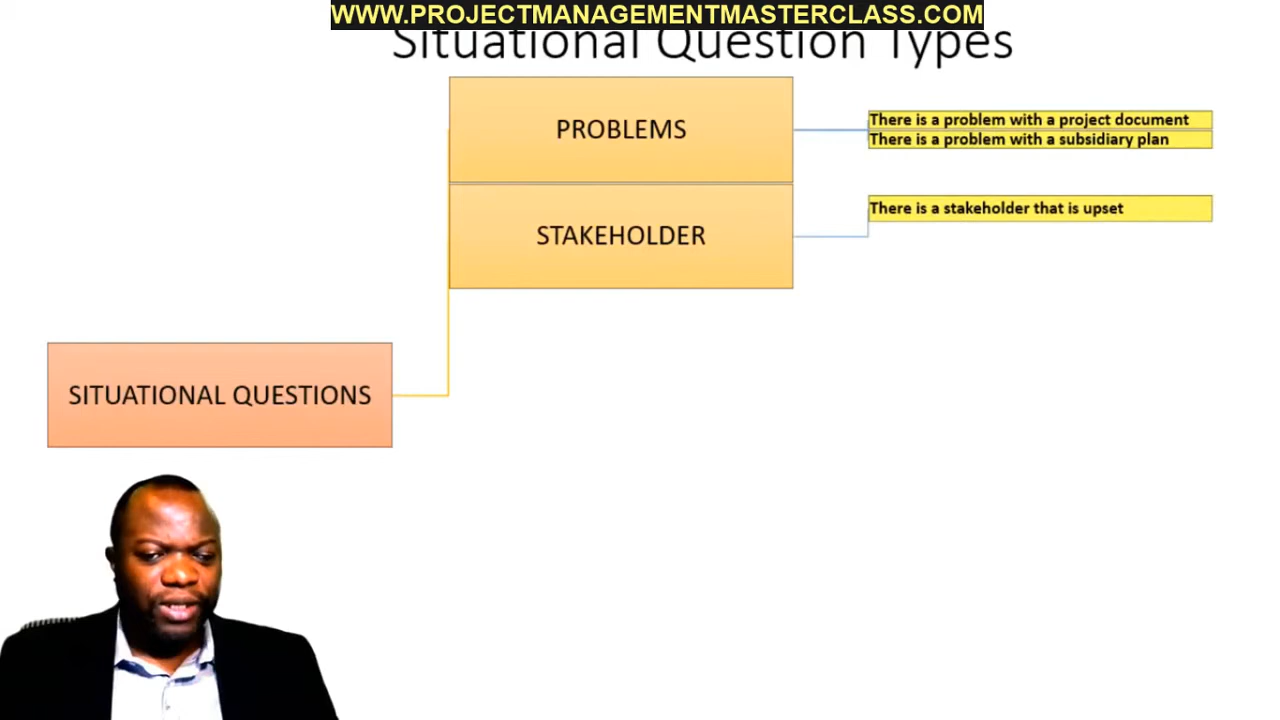 WWW.PROJECTMANAGEMENTMASTERCLASS.COM
Situational Question Types
PROBLEMS
There is a problem with a project document
There is a problem with a subsidiary plan
STAKEHOLDER
There is a stakeholder that is upset
SITUATIONAL QUESTIONS